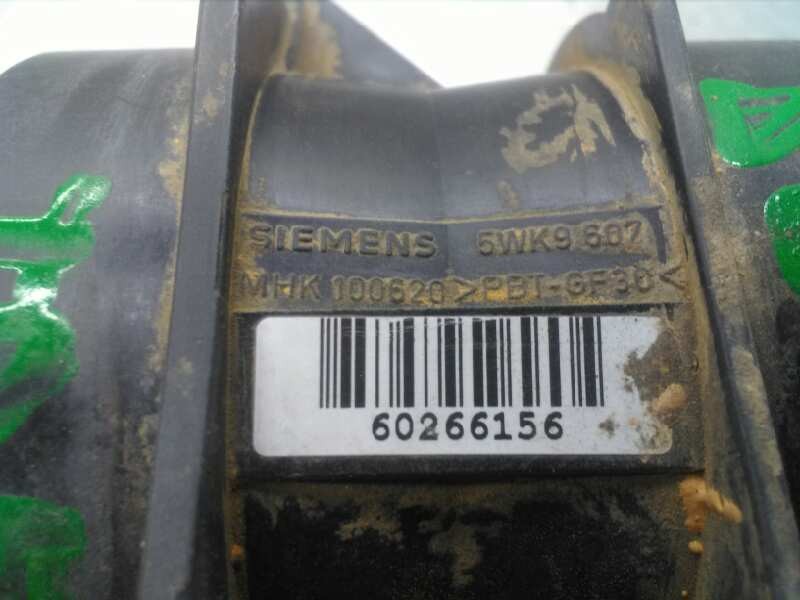 SIEMENS 5WK9 607
MHK 100620 >PBT-GF30<
60266156